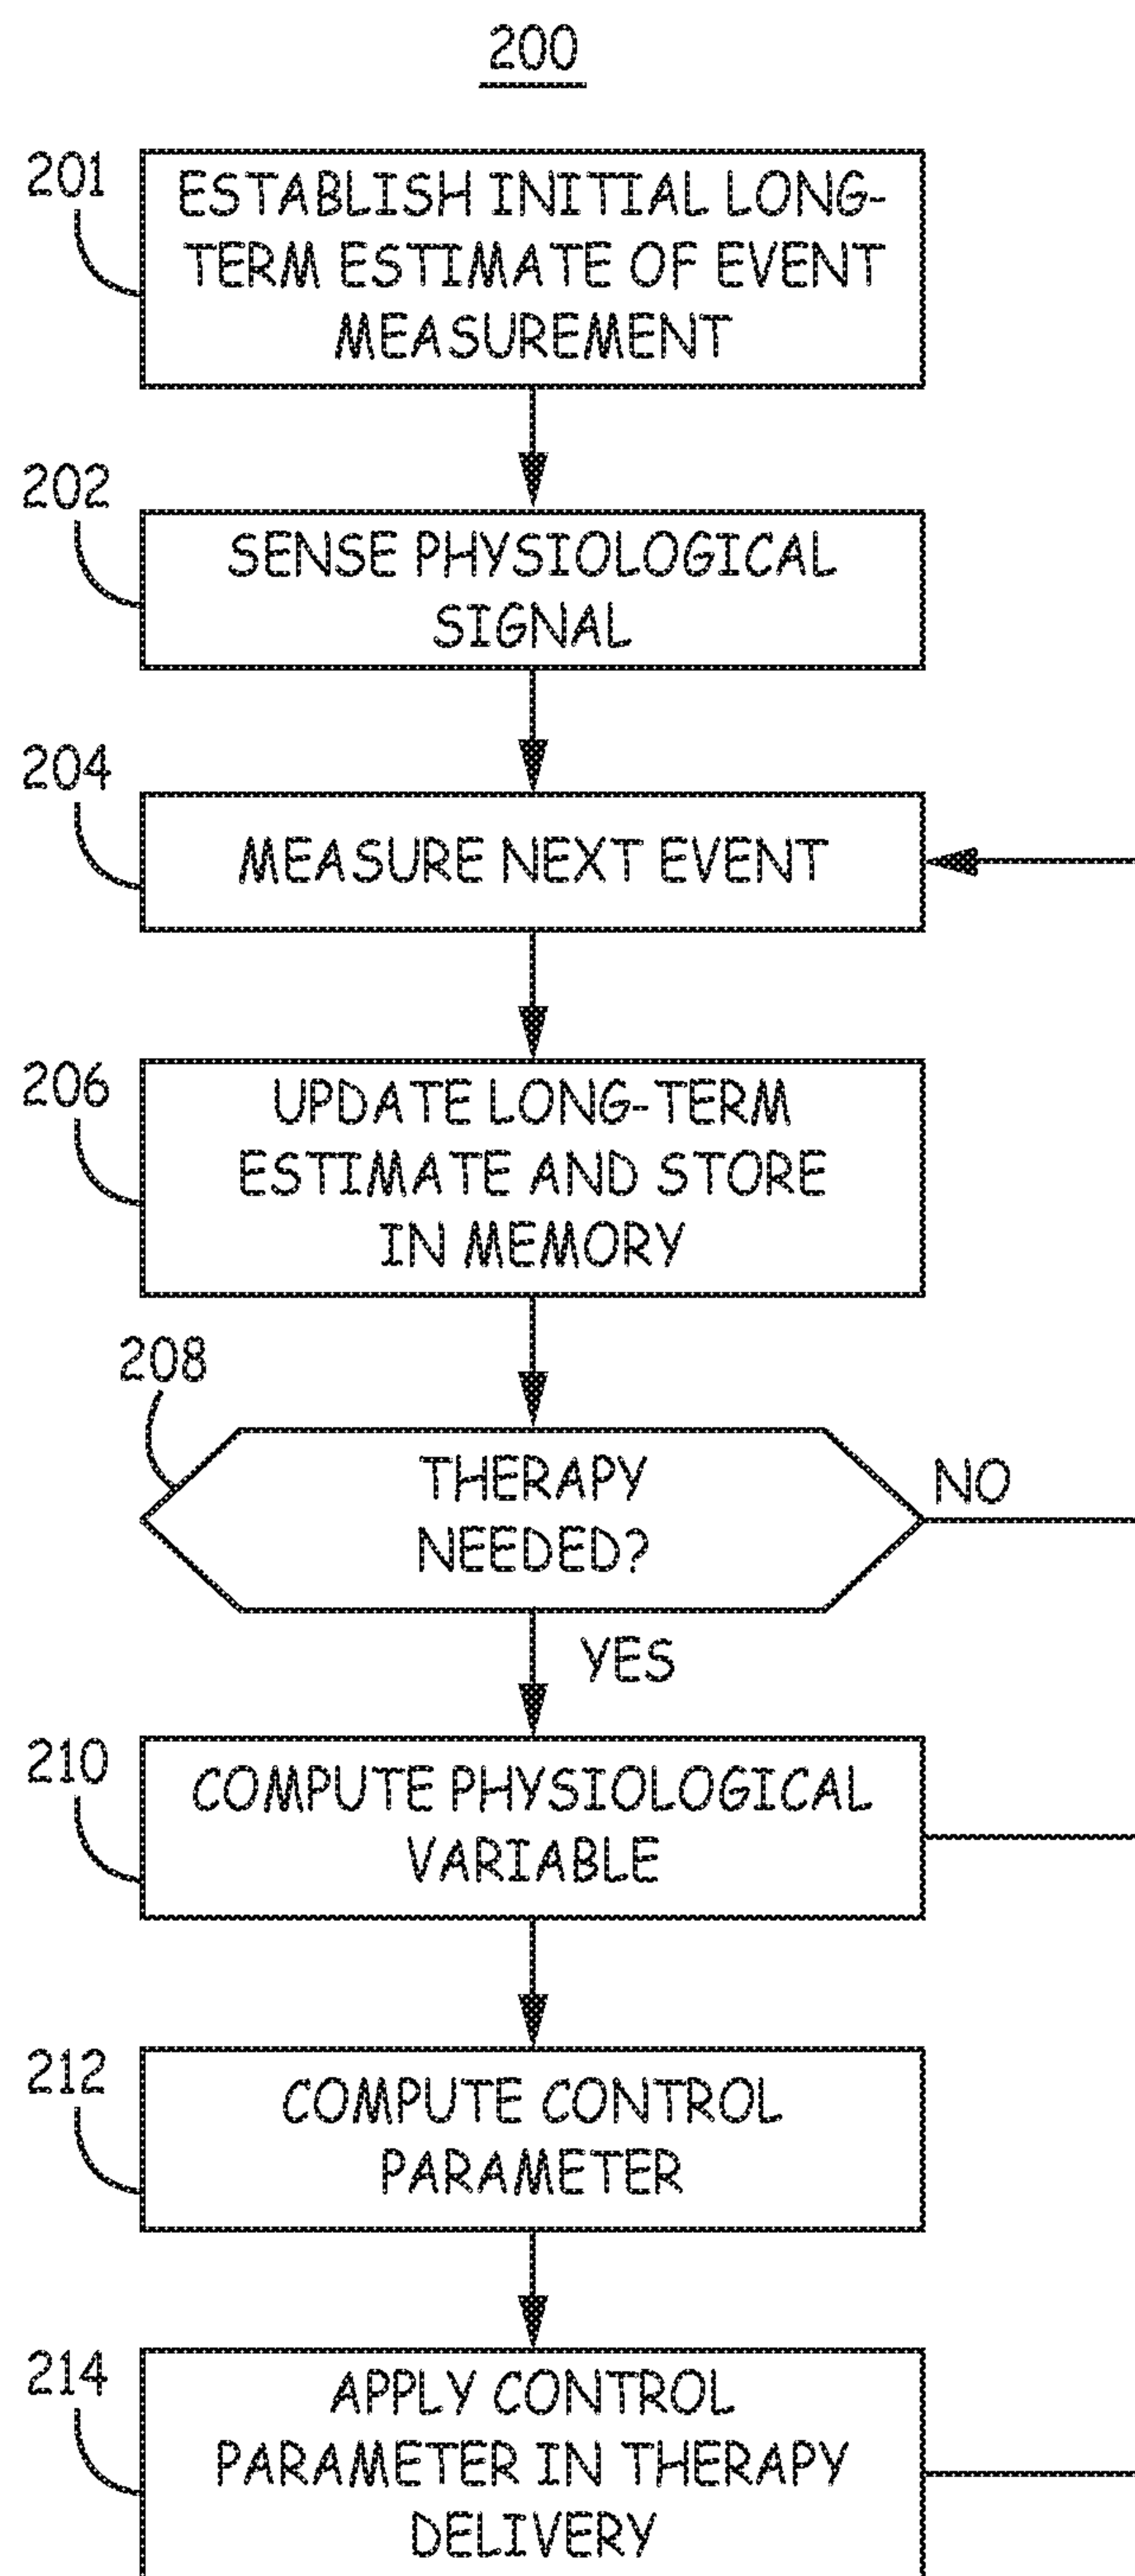 200
201
ESTABLISH INITIAL LONG-
TERM ESTIMATE OF EVENT
MEASUREMENT
202
SENSE PHYSIOLOGICAL
SIGNAL
204
MEASURE NEXT EVENT
206
UPDATE LONG-TERM
ESTIMATE AND STORE
IN MEMORY
208
THERAPY
NEEDED?
NO
YES
210
COMPUTE PHYSIOLOGICAL
VARIABLE
212
COMPUTE CONTROL
PARAMETER
214
APPLY CONTROL
PARAMETER IN THERAPY
DELIVERY